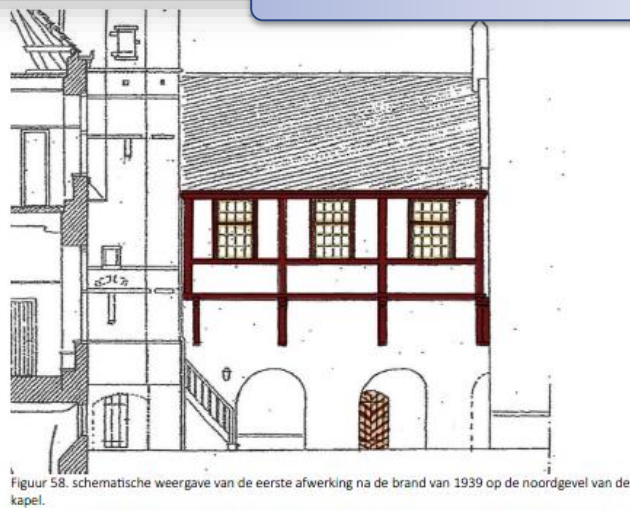 Figuur 58. schematische weergave van de eerste afwerking na de brand van 1939 op de noordgevel van de
kapel.